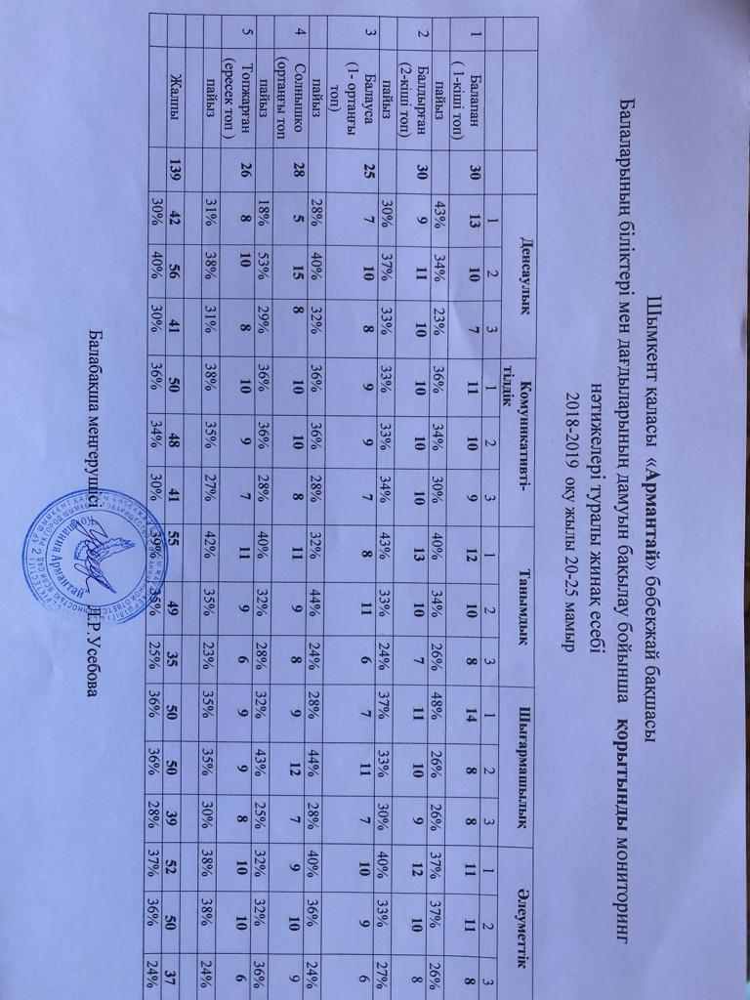 Шымкент қаласы «Армантай» бөбекжай бақшасы
Балаларының біліктері мен дағдыларының дамуын бақылау бойынша қорытынды мониторинг
нәтижелері туралы жинақ есебі
2018-2019 оқу жылы 20-25 мамыр
Денсаулық Комуникативті-тілдік Танымдық Шығармашылық Әлеуметтік
1 2 3 1 2 3 1 2 3 1 2 3 1 2 3
1 Балапан 30 13 10 7 11 10 9 12 10 8 14 8 8 11 11 8
( 1-кіші топ)
пайыз 43% 34% 23% 36% 34% 30% 40% 34% 26% 48% 26% 26% 37% 37% 26%
2 Балдырған 30 9 11 10 10 10 10 13 10 7 11 10 9 12 10 8
(2-кіші топ)
пайыз 30% 37% 33% 33% 33% 34% 43% 33% 24% 37% 33% 30% 40% 33% 27%
3 Балауса 25 7 10 8 9 9 7 8 11 6 7 11 7 10 9 6
(1- ортаңғы
топ)
пайыз 28% 40% 32% 36% 36% 28% 32% 44% 24% 28% 44% 28% 40% 36% 24%
4 Солнышко 28 5 15 8 10 10 8 11 9 8 9 12 7 9 10 9
(ортаңғы топ
пайыз 18% 53% 29% 36% 36% 28% 40% 32% 28% 32% 43% 25% 32% 32% 36%
5 Топжарған 26 8 10 8 10 9 7 11 9 6 9 9 8 10 10 6
(ересек топ )
пайыз 31% 38% 31% 38% 35% 27% 42% 35% 23% 35% 35% 30% 38% 38% 24%
Жалпы 139 42 56 41 50 48 41 55 49 35 50 50 39 52 50 37
30% 40% 30% 36% 34% 30% 39% 25% 36% 36% 28% 37% 36% 24%
Балабақша меңгерушісі Л.Р.Усебова
Армантай